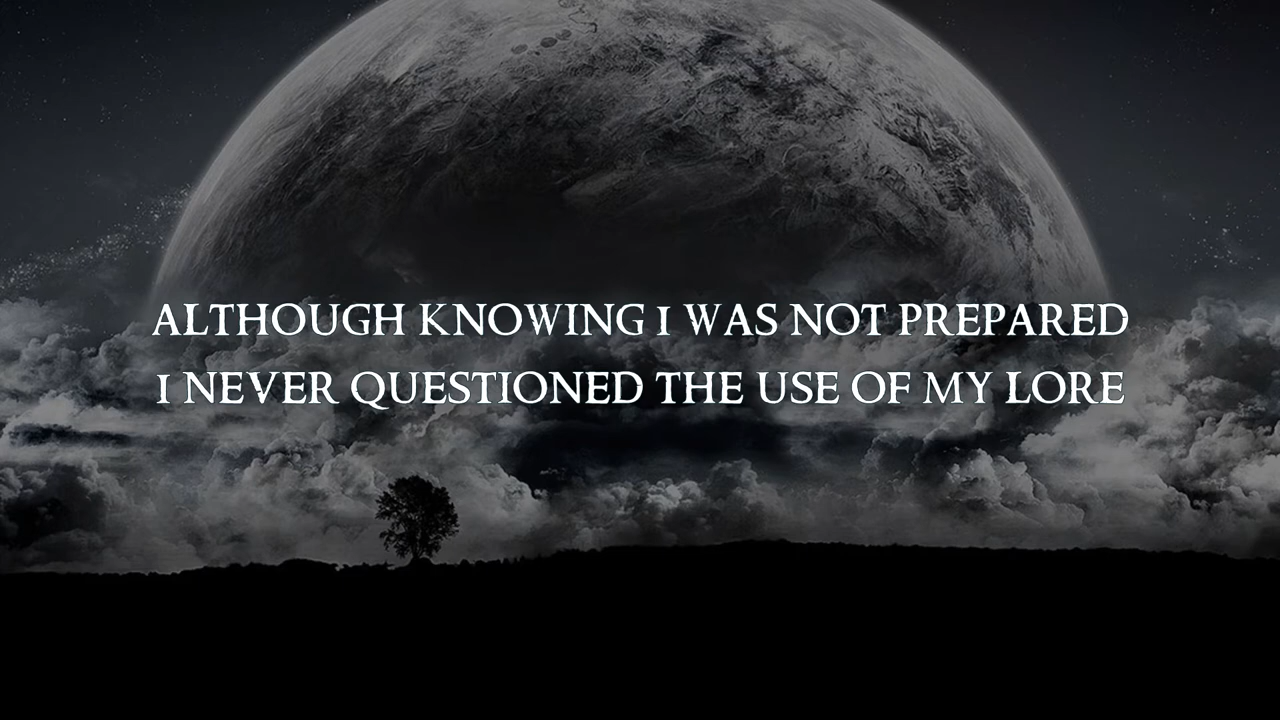 ALTHOUGH KNOWING I WAS NOT PREPARED
I NEVER QUESTIONED THE USE OF MY LORE